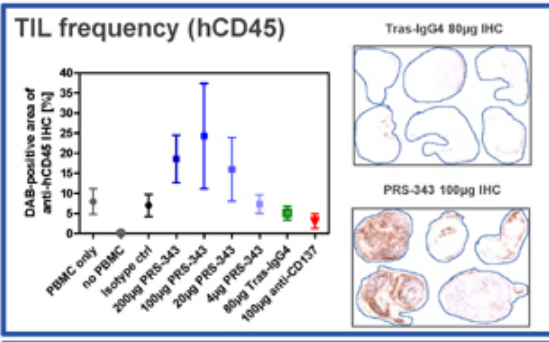 TIL frequency (hCD45)
Tras-IgG4 80µg IHC
DAB-positive area of
anti-hCD45 IHC [%]
40
35
30
25
20
15
10
5
0
PBMC only
no PBMC
Isotype ctrl
200µg PRS-343
100µg PRS-343
20µg PRS-343
4µg PRS-343
80µg Tras-IgG4
100µg anti-CD137
PRS-343 100µg IHC